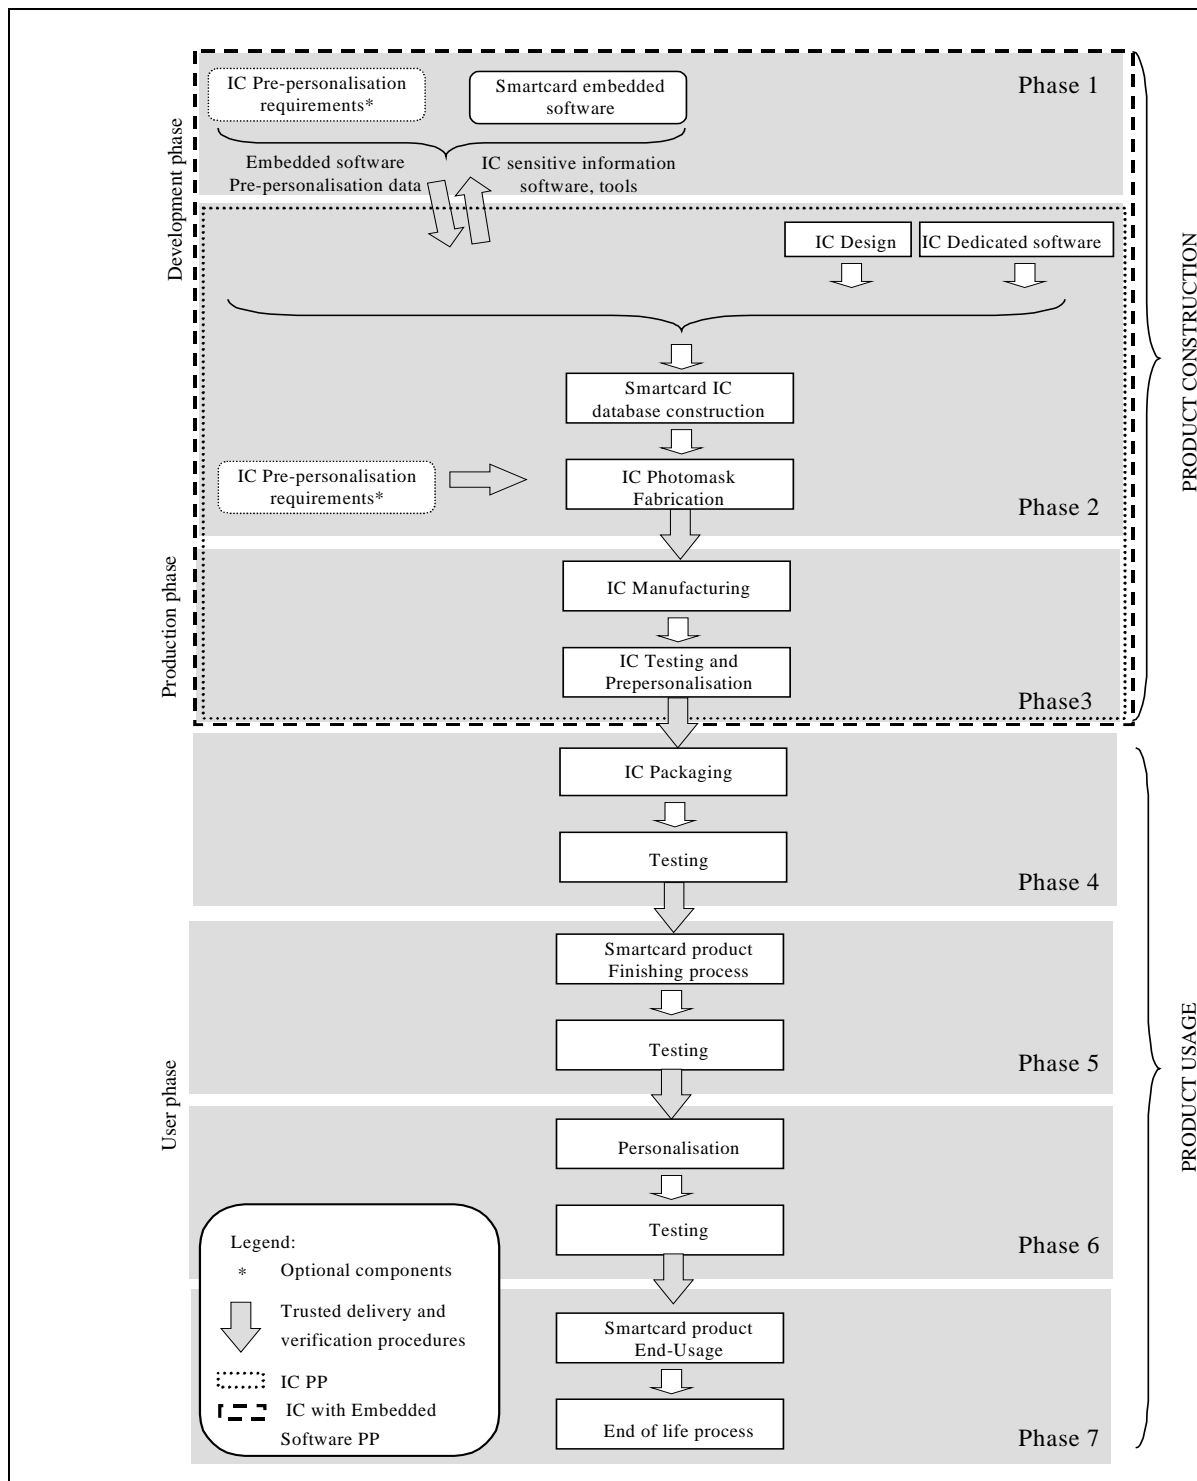 IC Pre-personalisation
requirements*
Smartcard embedded
software
Phase 1
Embedded software
Pre-personalisation data
IC sensitive information
software, tools
Development phase
IC Design
IC Dedicated software
PRODUCT CONSTRUCTION
Smartcard IC
database construction
IC Pre-personalisation
requirements*
IC Photomask
Fabrication
Phase 2
Production phase
IC Manufacturing
IC Testing and
Prepersonalisation
Phase3
IC Packaging
Testing
Phase 4
Smartcard product
Finishing process
Testing
Phase 5
User phase
PRODUCT USAGE
Personalisation
Testing
Phase 6
Legend:
* Optional components
Trusted delivery and
verification procedures
IC PP
IC with Embedded
Software PP
Smartcard product
End-Usage
End of life process
Phase 7